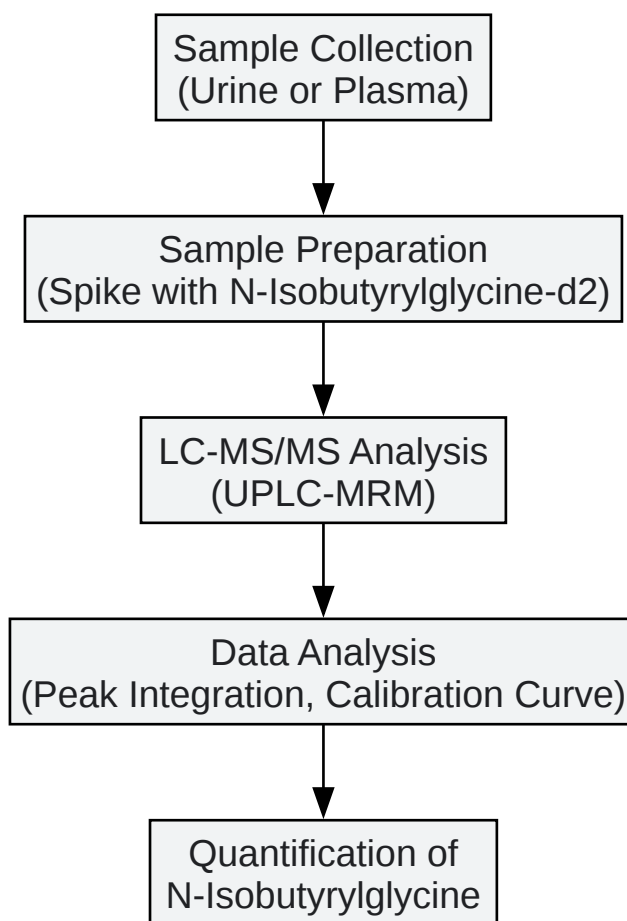 Sample Collection
(Urine or Plasma)
Sample Preparation
(Spike with N-Isobutyrylglycine-d2)
LC-MS/MS Analysis
(UPLC-MRM)
Data Analysis
(Peak Integration, Calibration Curve)
Quantification of
N-Isobutyrylglycine